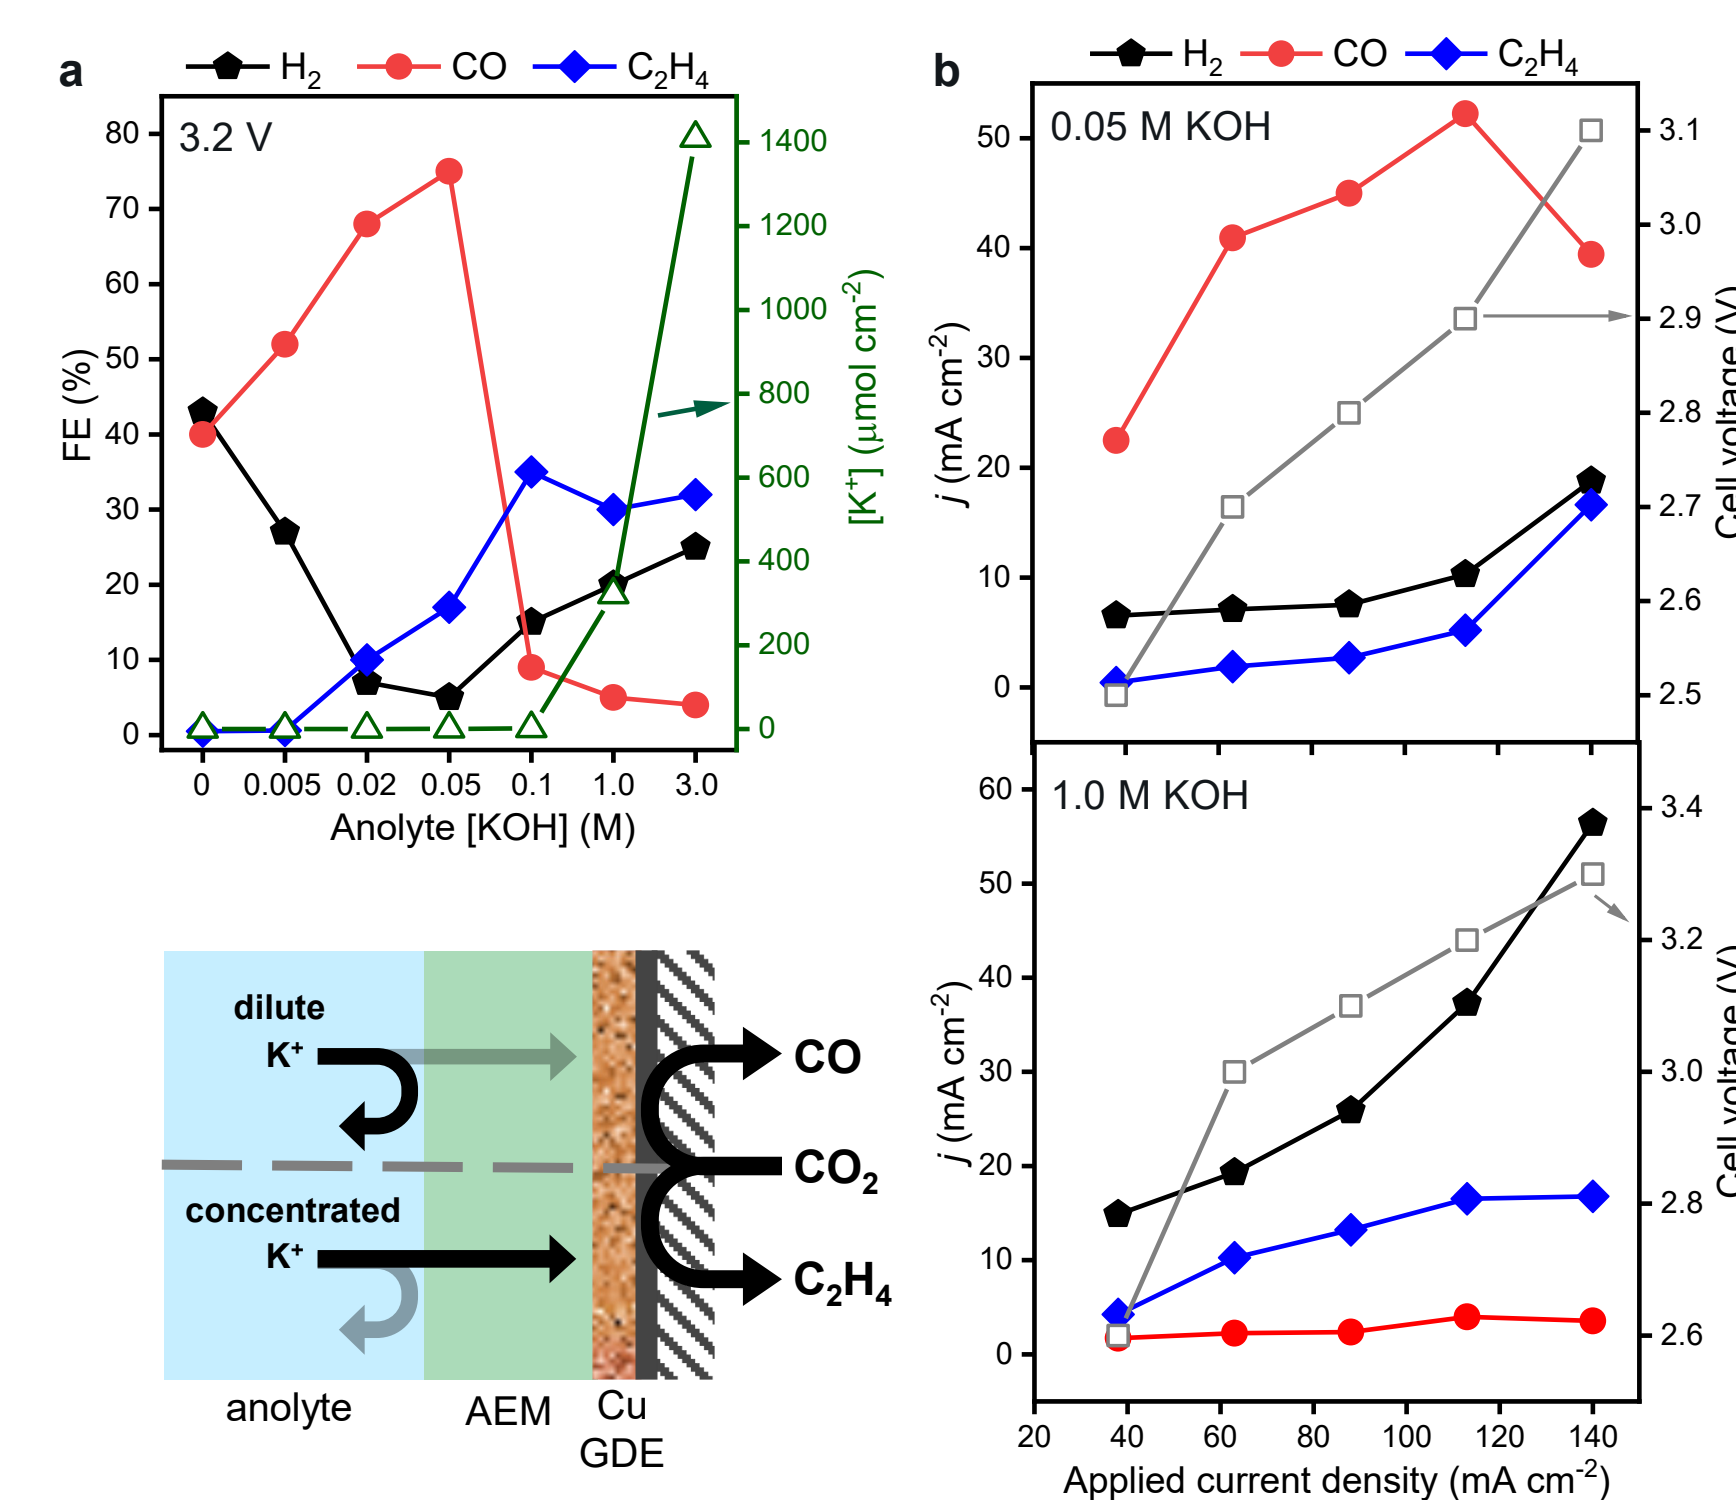 a
H2 CO C2H4
3.2 V
80
70
60
50
40
30
20
10
0
FE (%)
1400
1200
1000
800
600
400
200
0
[K+] (μmol cm-2)
0 0.005 0.02 0.05 0.1 1.0 3.0
Anolyte [KOH] (M)
dilute
K+
concentrated
K+
CO
CO2
C2H4
anolyte
AEM
Cu
GDE
b
H2 CO C2H4
0.05 M KOH
50
40
30
20
10
0
j (mA cm-2)
3.1
3.0
2.9
2.8
2.7
2.6
2.5
Cell voltage (V)
1.0 M KOH
60
50
40
30
20
10
0
j (mA cm-2)
3.4
3.2
3.0
2.8
2.6
Cell voltage (V)
20 40 60 80 100 120 140
Applied current density (mA cm-2)